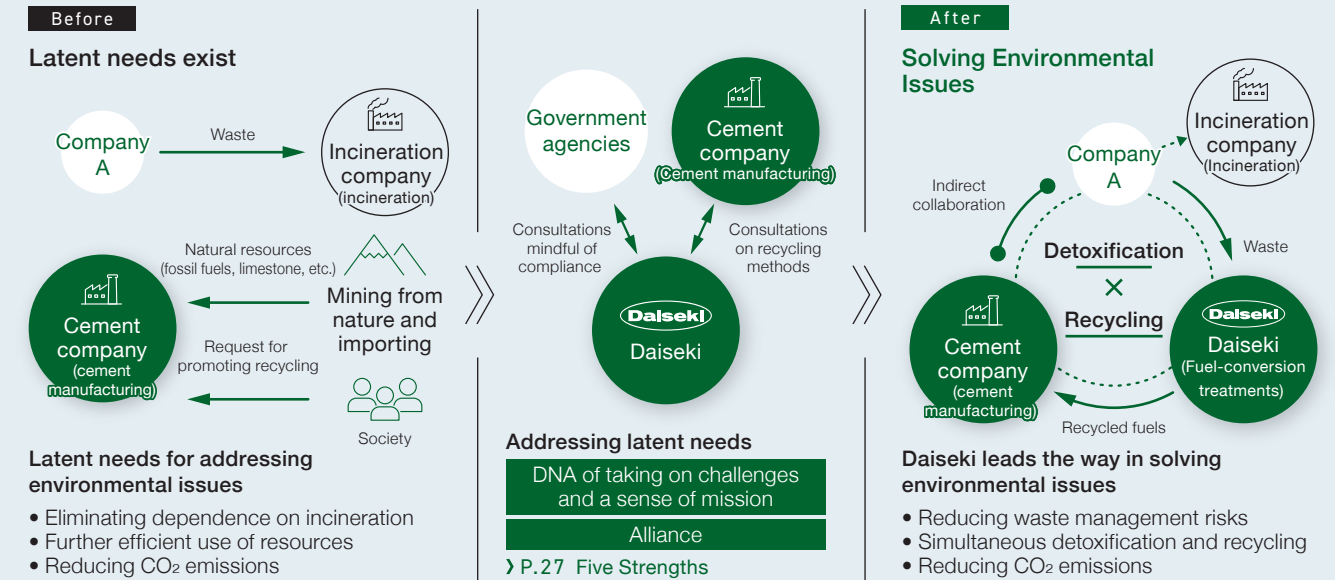 Before
Latent needs exist
Company
A
Waste
Incineration
company
(incineration)
Natural resources
(fossil fuels, limestone, etc.)
Mining from
nature and
importing
Cement
company
(cement
manufacturing)
Request for
promoting recycling
Society
Latent needs for addressing
environmental issues
• Eliminating dependence on incineration
• Further efficient use of resources
• Reducing CO₂ emissions
Government
agencies
Cement
company
(Cement manufacturing)
Consultations
mindful of
compliance
Consultations
on recycling
methods
Daiseki
Daiseki
Addressing latent needs
DNA of taking on challenges
and a sense of mission
Alliance
❯ P.27 Five Strengths
After
Solving Environmental
Issues
Incineration
company
(Incineration)
Company
A
Indirect
collaboration
Waste
Detoxification
×
Recycling
Cement
company
(cement
manufacturing)
Daiseki
Daiseki
(Fuel-conversion
treatments)
Recycled fuels
Daiseki leads the way in solving
environmental issues
• Reducing waste management risks
• Simultaneous detoxification and recycling
• Reducing CO₂ emissions